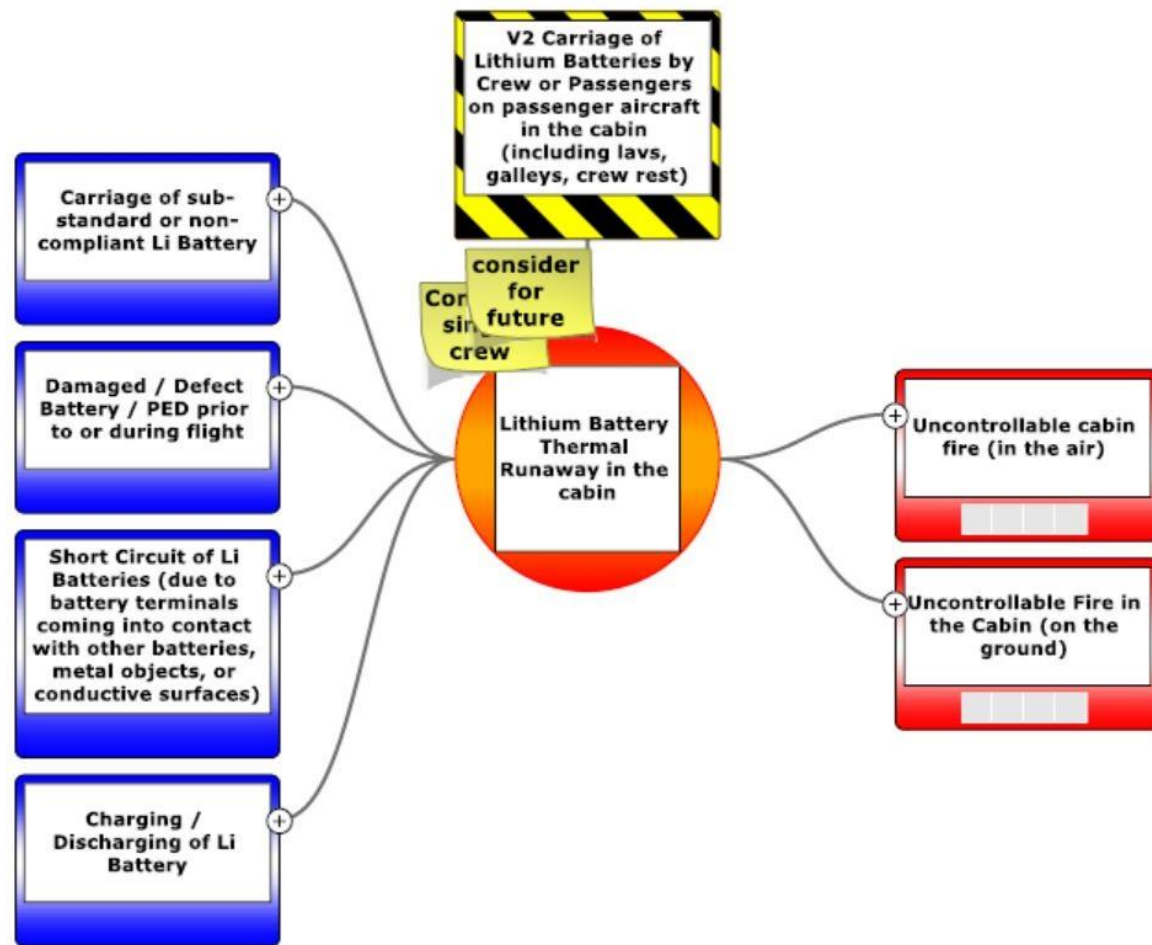 V2 Carriage of
Lithium Batteries by
Crew or Passengers
on passenger aircraft
in the cabin
(including lavs,
galleys, crew rest)
Carriage of sub-
standard or non-
compliant Li Battery
consider
for
future
crew
Damaged / Defect
Battery / PED prior
to or during flight
Lithium Battery
Thermal
Runaway in the
cabin
Uncontrollable cabin
fire (in the air)
Short Circuit of Li
Batteries (due to
battery terminals
coming into contact
with other batteries,
metal objects, or
conductive surfaces)
Uncontrollable Fire in
the Cabin (on the
ground)
Charging /
Discharging of Li
Battery